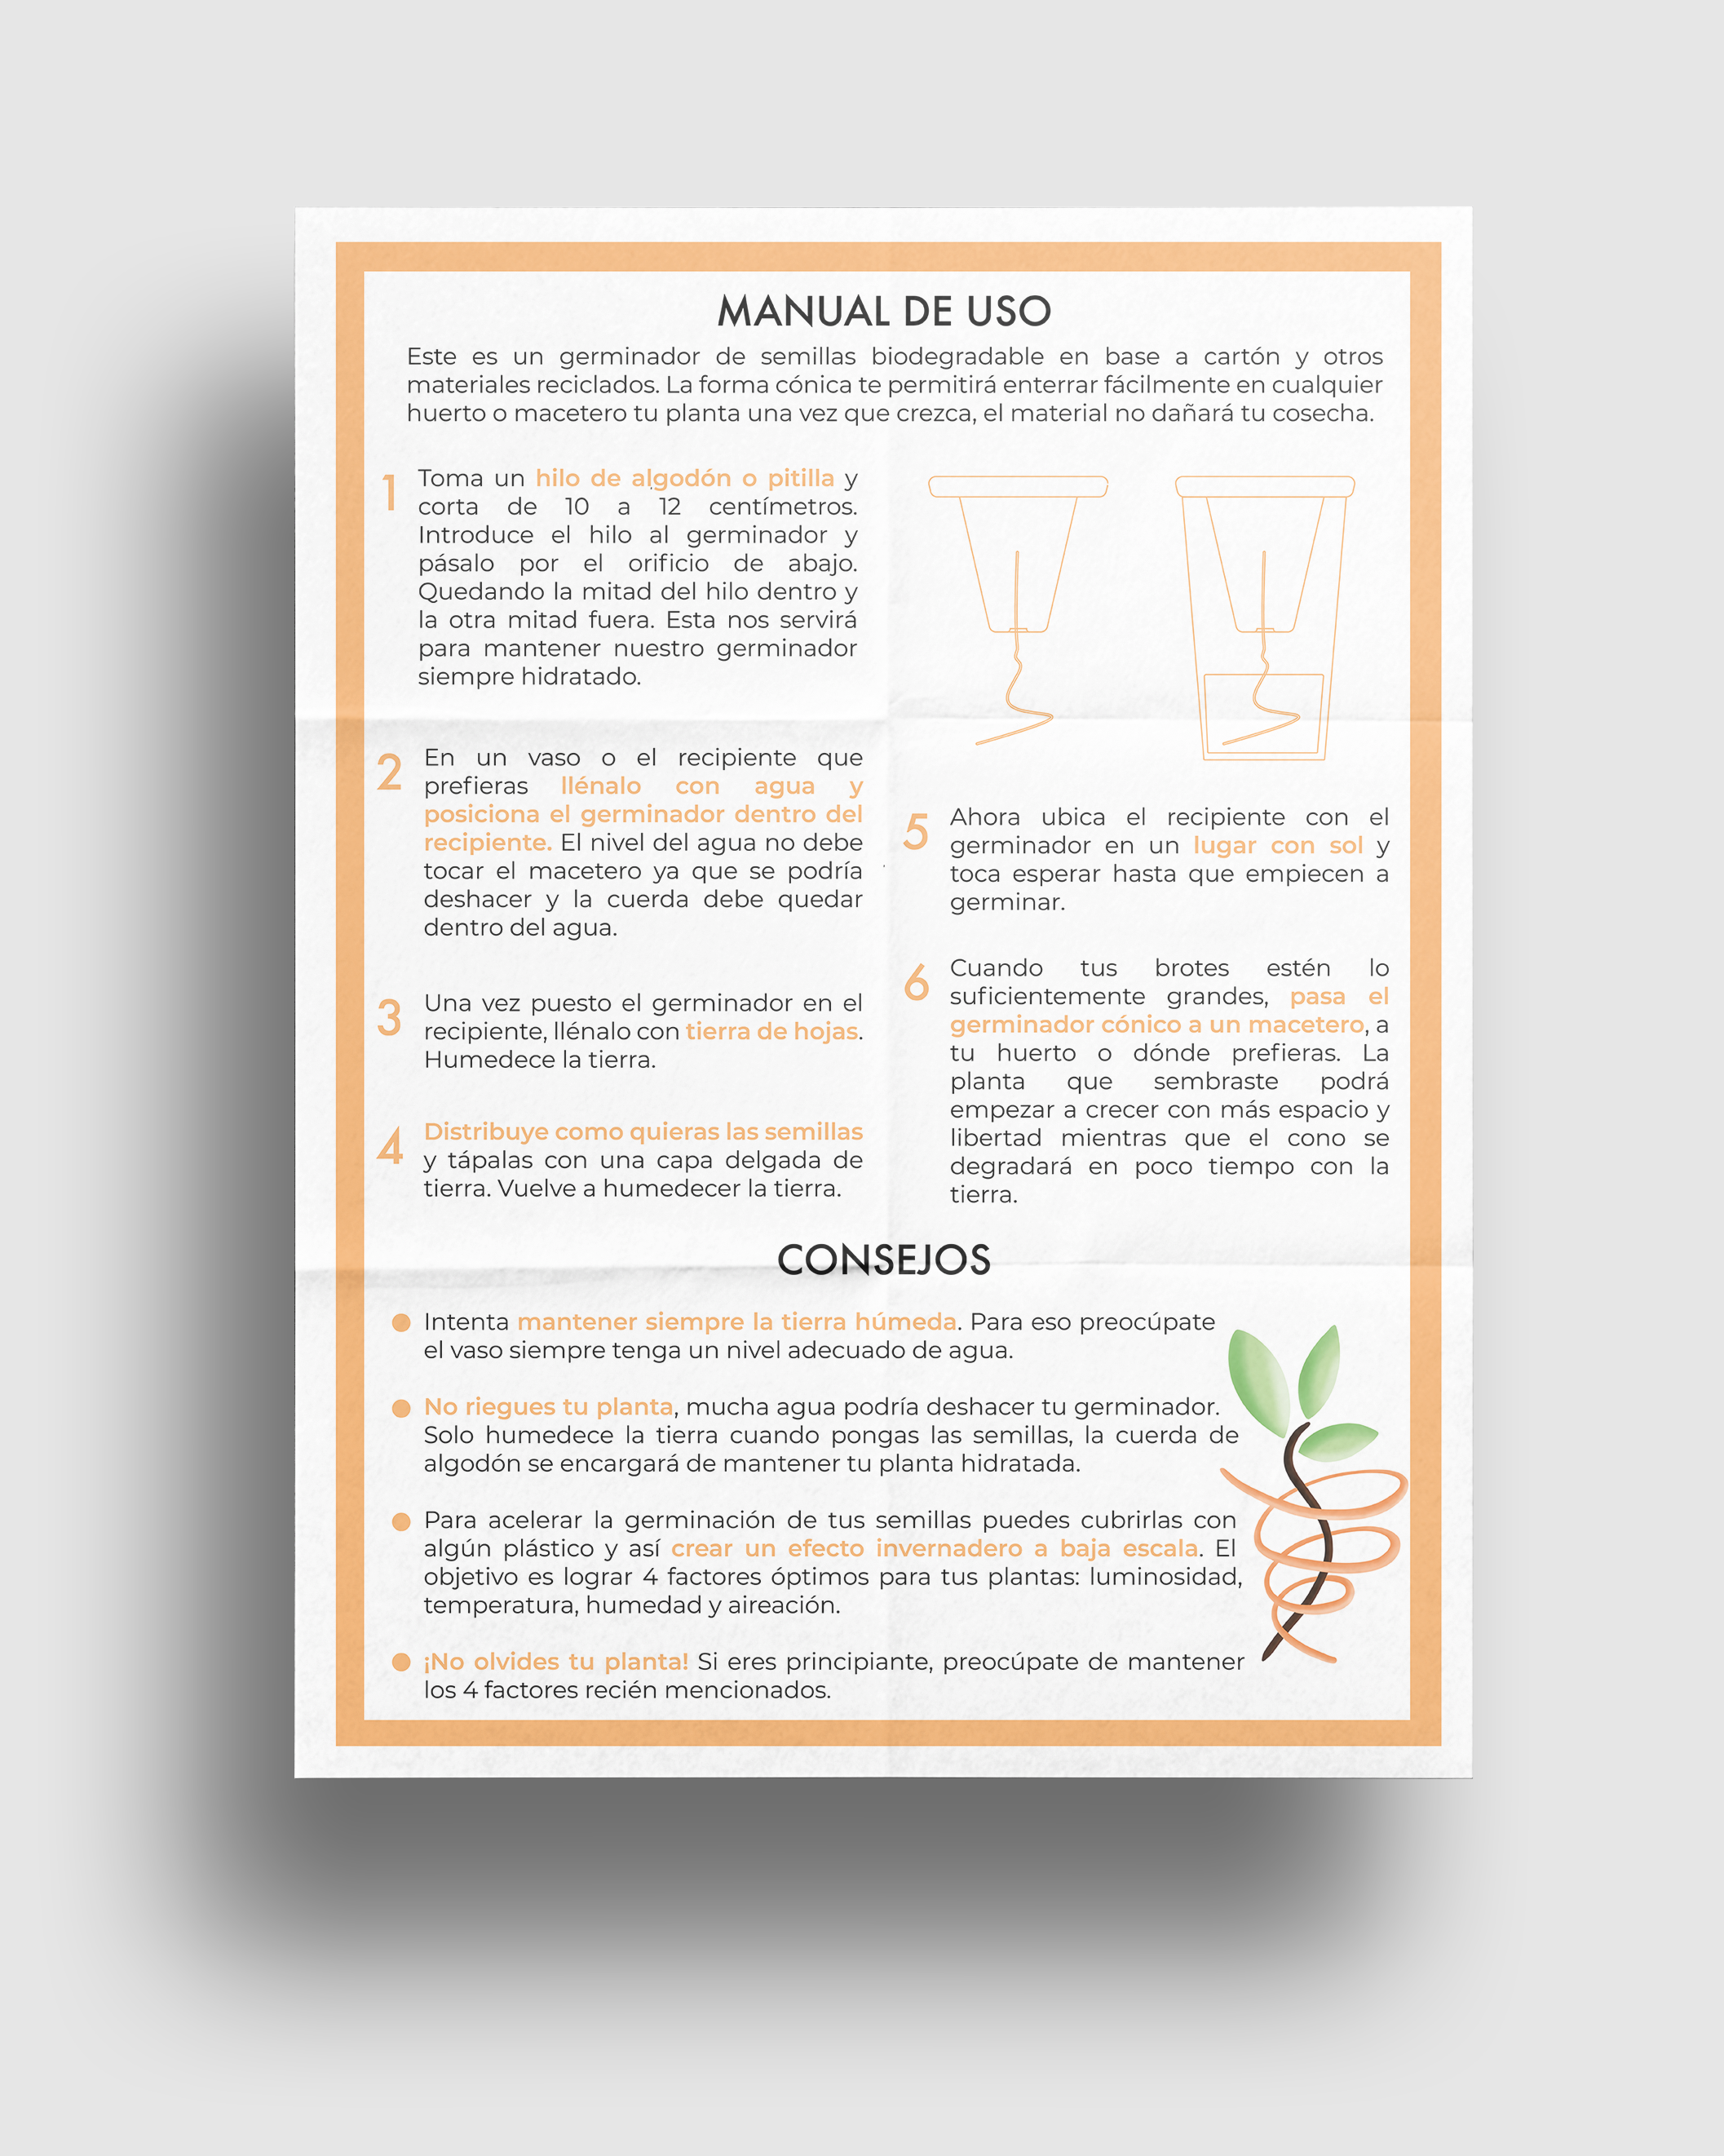 MANUAL DE USO
Este es un germinador de semillas biodegradable en base a cartón y otros
materiales reciclados. La forma cónica te permitirá enterrar fácilmente en cualquier
huerto o macetero tu planta una vez que crezca, el material no dañará tu cosecha.
1
Toma un hilo de algodón o pitilla y
corta de 10 a 12 centímetros.
Introduce el hilo al germinador y
pásalo por el orificio de abajo.
Quedando la mitad del hilo dentro y
la otra mitad fuera. Esta nos servirá
para mantener nuestro germinador
siempre hidratado.
2
En un vaso o el recipiente que
prefieras llénalo con agua y
posiciona el germinador dentro del
recipiente. El nivel del agua no debe
tocar el macetero ya que se podría
deshacer y la cuerda debe quedar
dentro del agua.
3
Una vez puesto el germinador en el
recipiente, llénalo con tierra de hojas.
Humedece la tierra.
4
Distribuye como quieras las semillas
y tápalas con una capa delgada de
tierra. Vuelve a humedecer la tierra.
5
Ahora ubica el recipiente con el
germinador en un lugar con sol y
toca esperar hasta que empiecen a
germinar.
6
Cuando tus brotes estén lo
suficientemente grandes, pasa el
germinador cónico a un macetero, a
tu huerto o dónde prefieras. La
planta que sembraste podrá
empezar a crecer con más espacio y
libertad mientras que el cono se
degradará en poco tiempo con la
tierra.
CONSEJOS
Intenta mantener siempre la tierra húmeda. Para eso preocúpate
el vaso siempre tenga un nivel adecuado de agua.
No riegues tu planta, mucha agua podría deshacer tu germinador.
Solo humedece la tierra cuando pongas las semillas, la cuerda de
algodón se encargará de mantener tu planta hidratada.
Para acelerar la germinación de tus semillas puedes cubrirlas con
algún plástico y así crear un efecto invernadero a baja escala. El
objetivo es lograr 4 factores óptimos para tus plantas: luminosidad,
temperatura, humedad y aireación.
¡No olvides tu planta! Si eres principiante, preocúpate de mantener
los 4 factores recién mencionados.